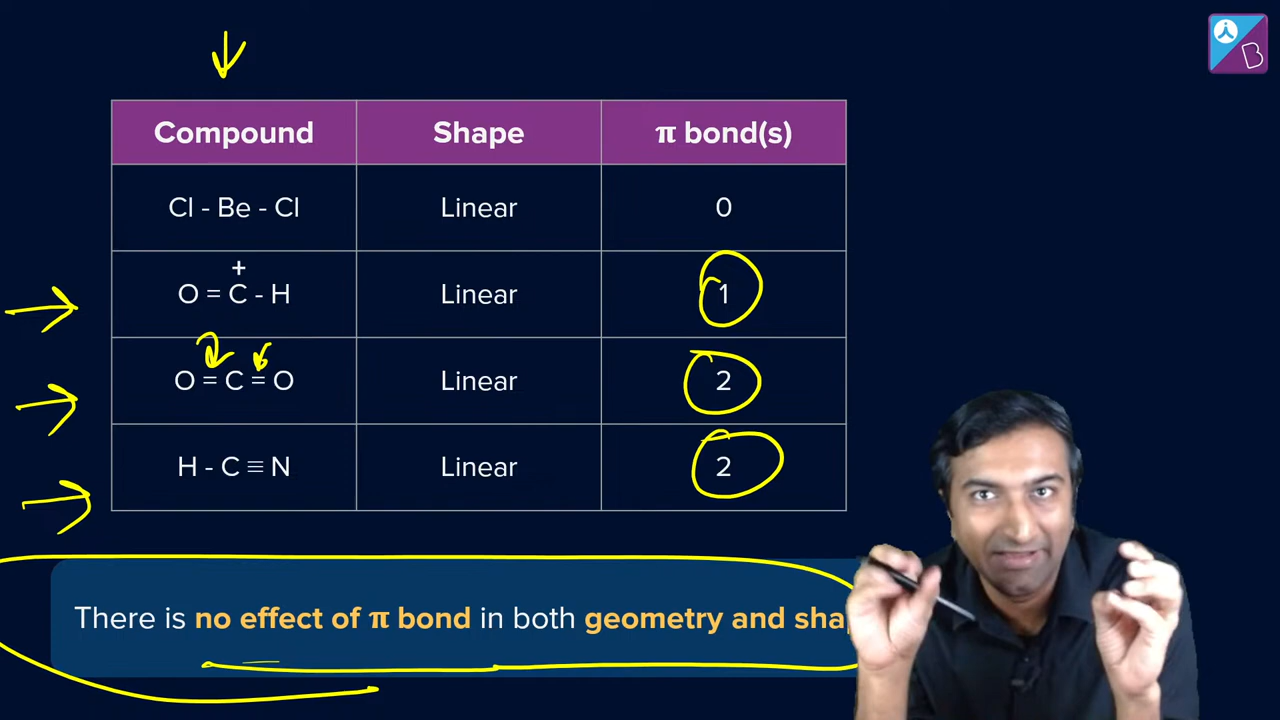 Compound Shape π bond(s)
Cl - Be - Cl Linear 0
+
O = C - H Linear 1
O = C = O Linear 2
H - C ≡ N Linear 2
There is no effect of π bond in both geometry and
B